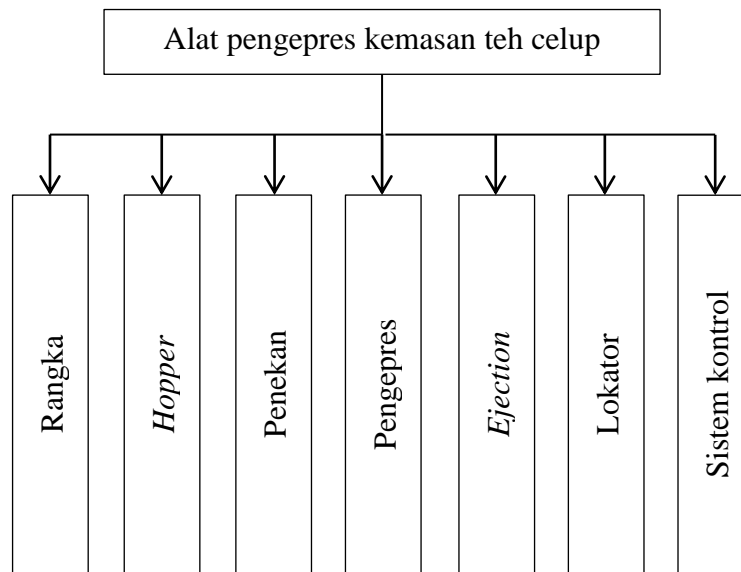 Alat pengepres kemasan teh celup
Rangka
Hopper
Penekan
Pengepres
Ejection
Lokator
Sistem kontrol